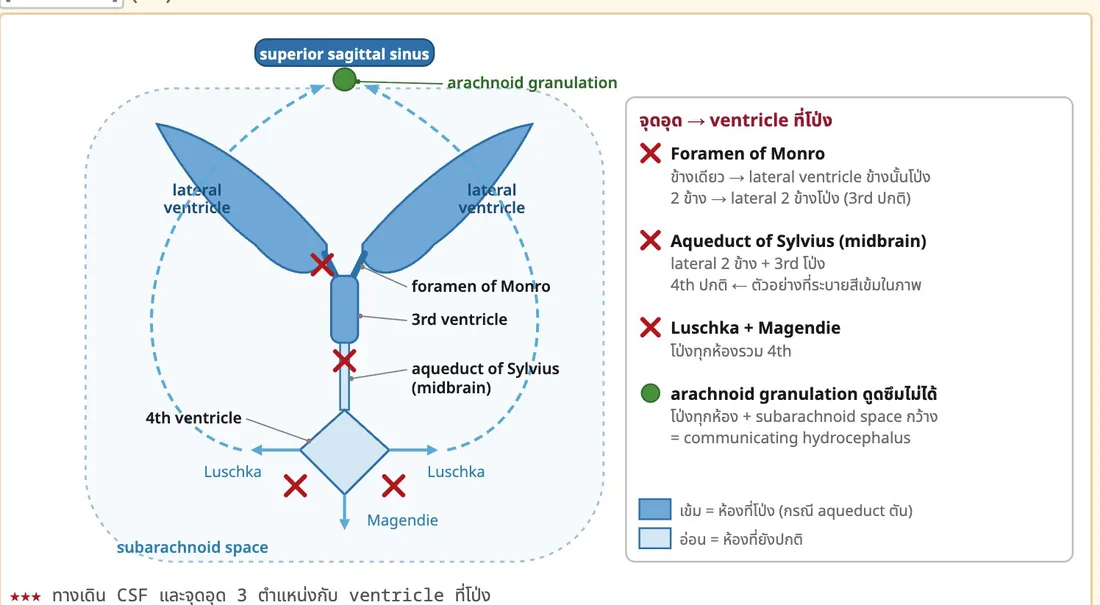 superior sagittal sinus
arachnoid granulation
lateral
ventricle
lateral
ventricle
foramen of Monro
3rd ventricle
aqueduct of Sylvius
(midbrain)
4th ventricle
Luschka
Luschka
Magendie
subarachnoid space
จุดอุด → ventricle ที่โป่ง
Foramen of Monro
ข้างเดียว → lateral ventricle ข้างนั้นโป่ง
2 ข้าง → lateral 2 ข้างโป่ง (3rd ปกติ)
Aqueduct of Sylvius (midbrain)
lateral 2 ข้าง + 3rd โป่ง
4th ปกติ ← ตัวอย่างที่ระบายสีเข้มในภาพ
Luschka + Magendie
โป่งทุกห้องรวม 4th
arachnoid granulation ดูดซึมไม่ได้
โป่งทุกห้อง + subarachnoid space กว้าง
= communicating hydrocephalus
เข้ม = ห้องที่โป่ง (กรณี aqueduct ตัน)
อ่อน = ห้องที่ยังปกติ
★★★ ทางเดิน CSF และจุดอุด 3 ตำแหน่งกับ ventricle ที่โป่ง